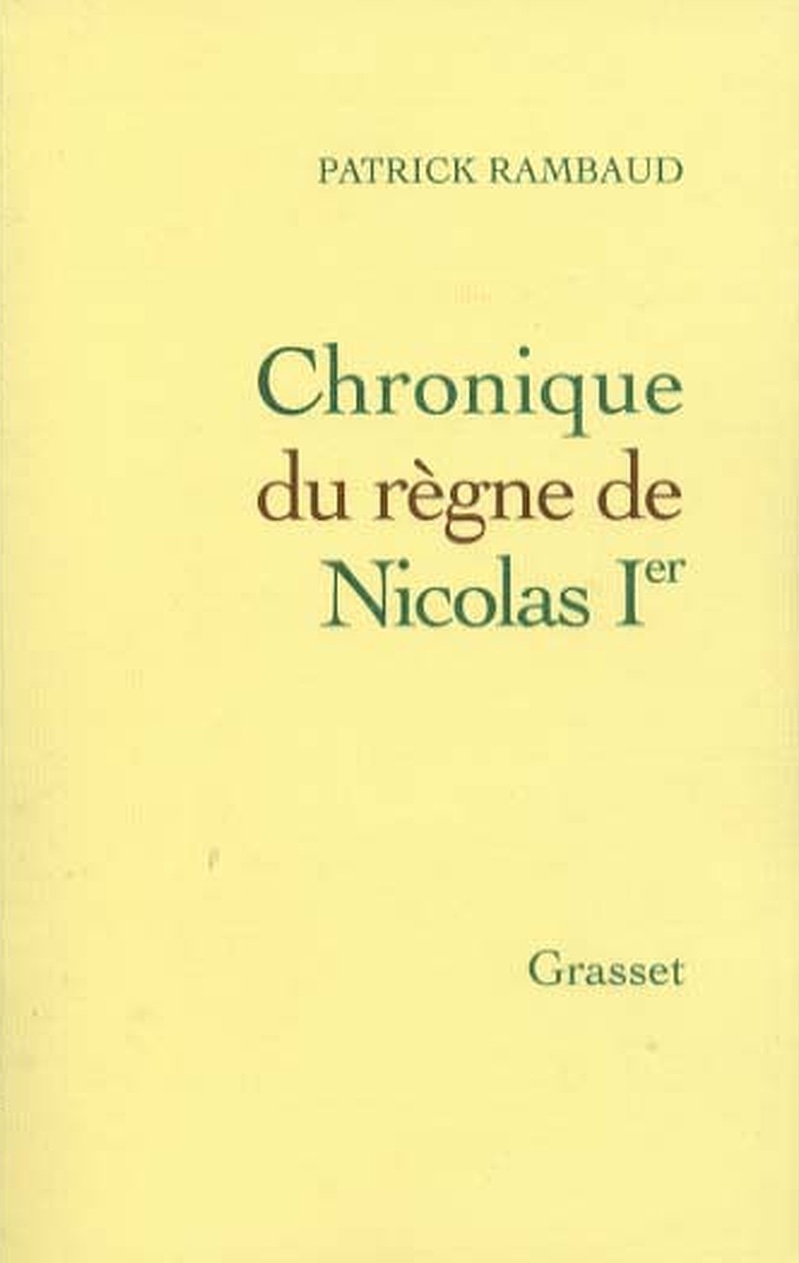 PATRICK RAMBAUD
Chronique
du règne de
Nicolas Ier
Grasset